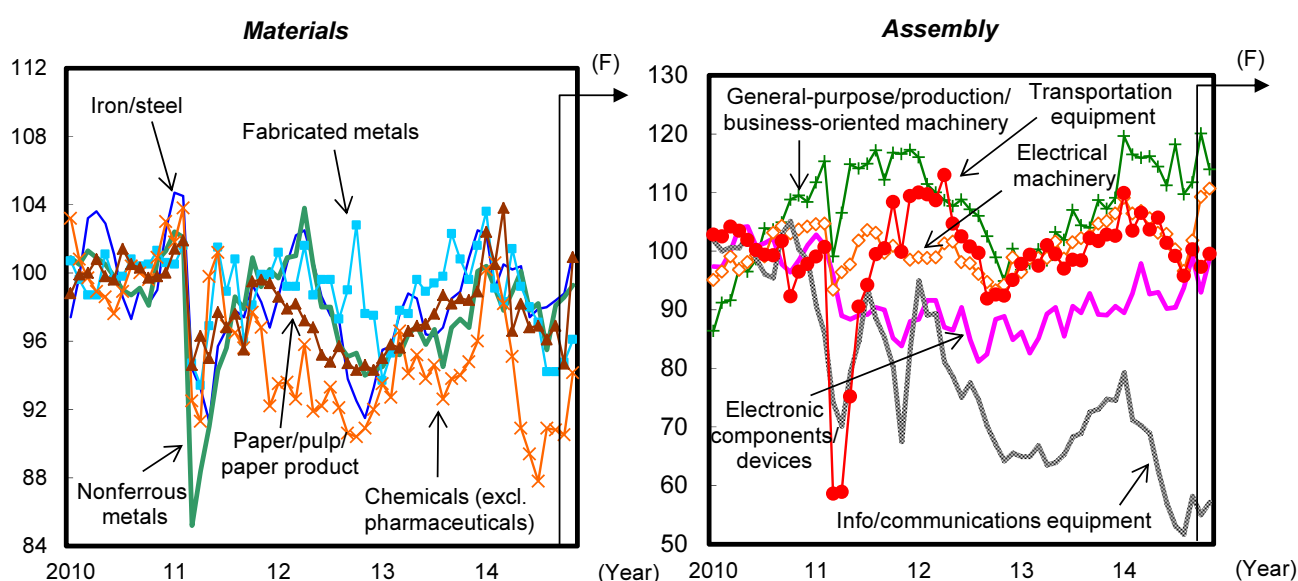 Materials
(F)
112
108
104
100
96
92
88
84
Iron/steel
Fabricated metals
Paper/pulp/
paper product
Nonferrous
metals
Chemicals (excl.
pharmaceuticals)
2010
11
12
13
14
(Year)
Assembly
(F)
130
120
110
100
90
80
70
60
50
General-purpose/production/
business-oriented machinery
Transportation
equipment
Electrical
machinery
Electronic
components/
devices
Info/communications equipment
2010
11
12
13
14
(Year)